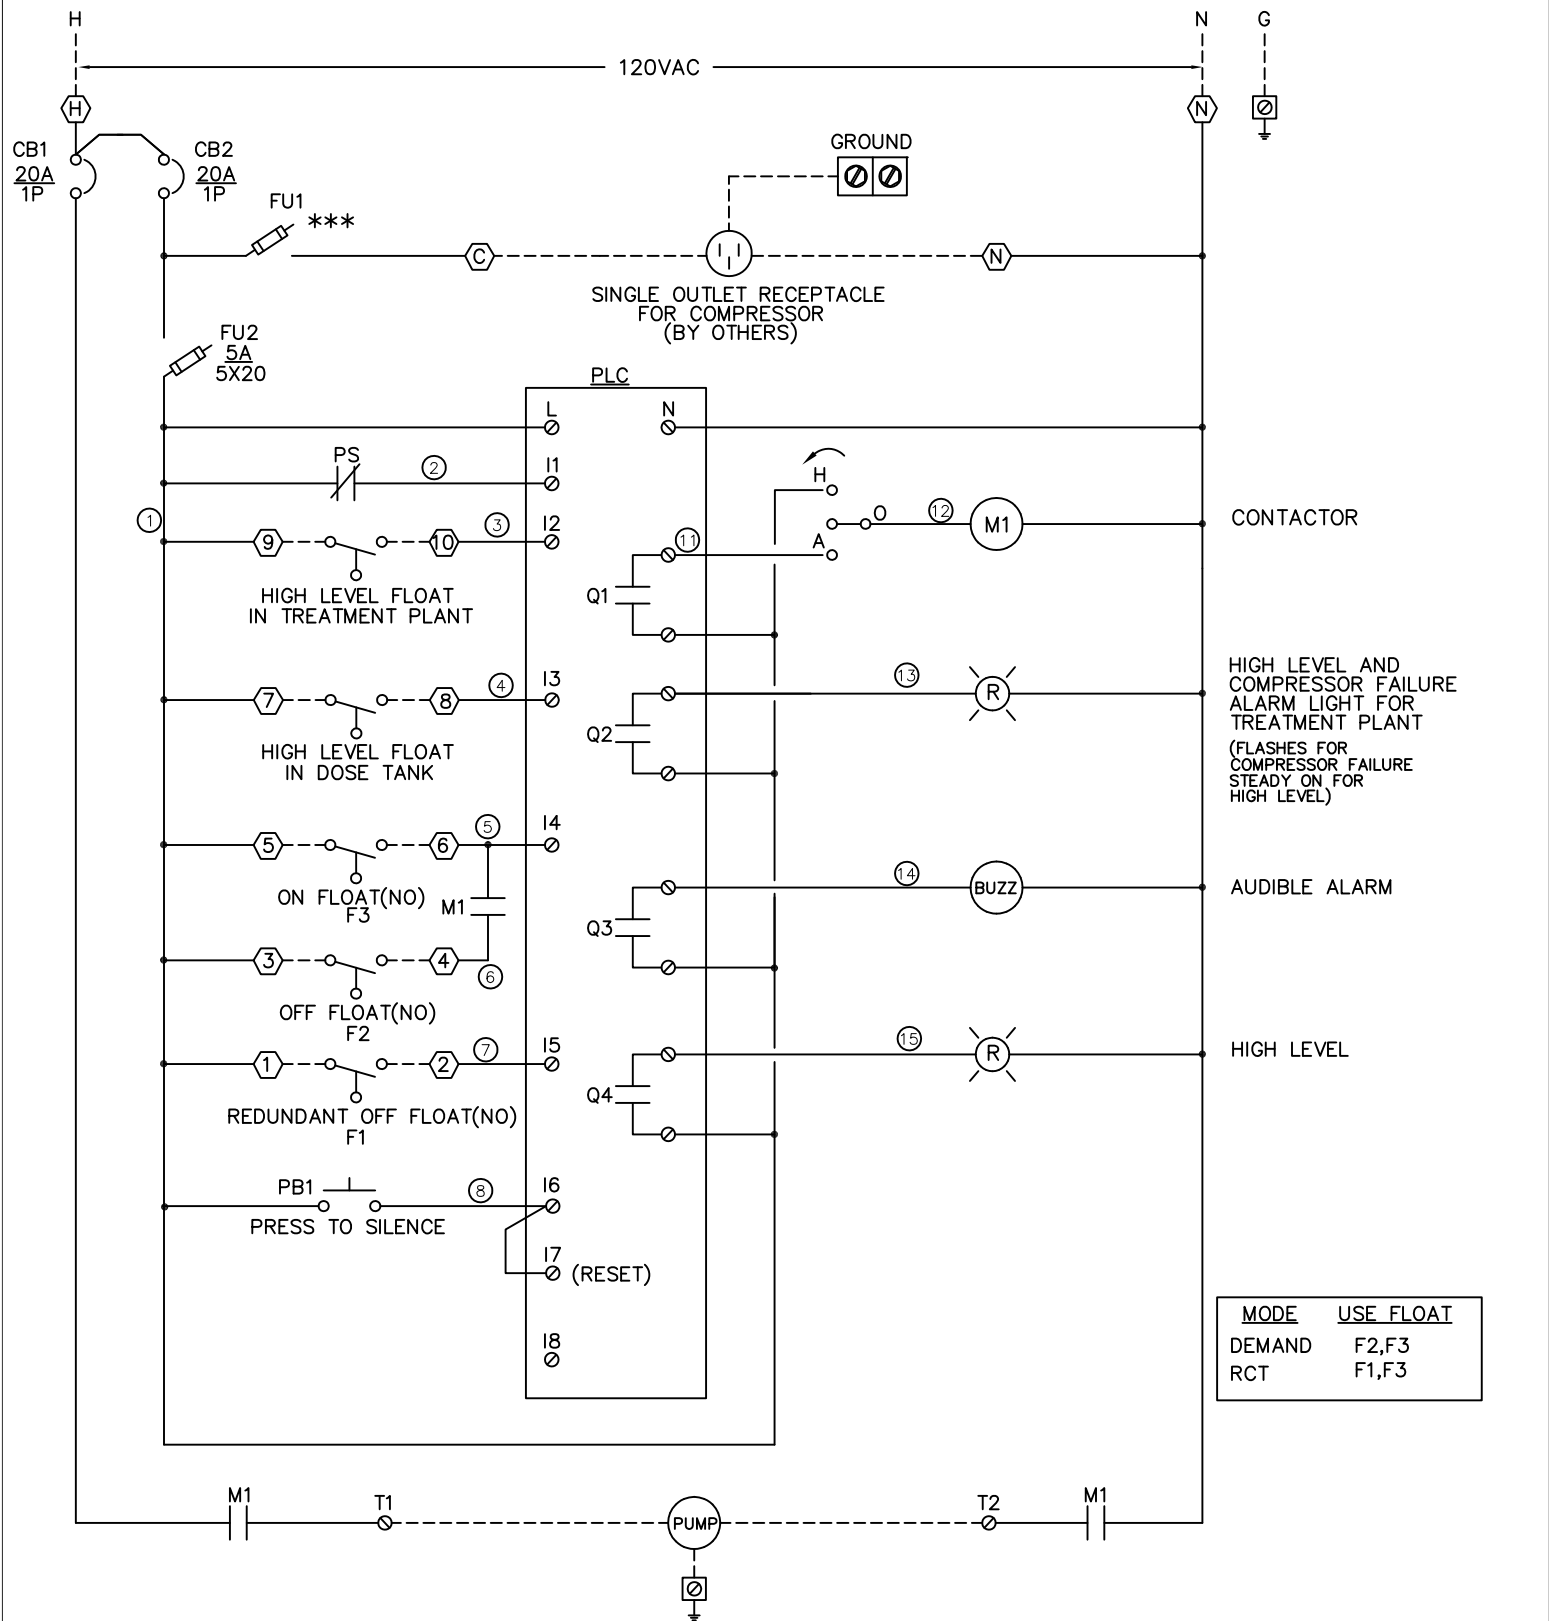 H
N
G
120VAC
H
N
CB1
20A
1P
CB2
20A
1P
GROUND
FU1
***
C
N
SINGLE OUTLET RECEPTACLE
FOR COMPRESSOR
(BY OTHERS)
FU2
5A
5X20
PLC
L
N
PS
2
I1
H
1
9
10
3
I2
HIGH LEVEL FLOAT
IN TREATMENT PLANT
11
A
O
12
M1
CONTACTOR
Q1
7
8
4
I3
HIGH LEVEL FLOAT
IN DOSE TANK
Q2
13
R
HIGH LEVEL AND
COMPRESSOR FAILURE
ALARM LIGHT FOR
TREATMENT PLANT
(FLASHES FOR
COMPRESSOR FAILURE
STEADY ON FOR
HIGH LEVEL)
5
6
5
I4
ON FLOAT(NO)
F3
M1
Q3
14
BUZZ
AUDIBLE ALARM
3
4
6
OFF FLOAT(NO)
F2
1
2
7
I5
REDUNDANT OFF FLOAT(NO)
F1
Q4
15
R
HIGH LEVEL
PB1
8
I6
PRESS TO SILENCE
I7
(RESET)
I8
MODE USE FLOAT
DEMAND F2,F3
RCT F1,F3
M1
T1
PUMP
T2
M1